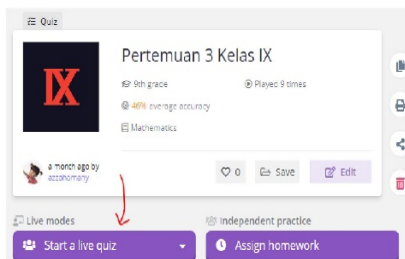 Quiz
IX
Pertemuan 3 Kelas IX
9th grade
Played 9 times
46% average accuracy
Mathematics
a month ago by
azzahomany
0
Save
Edit
Live modes
Independent practice
Start a live quiz
Assign homework